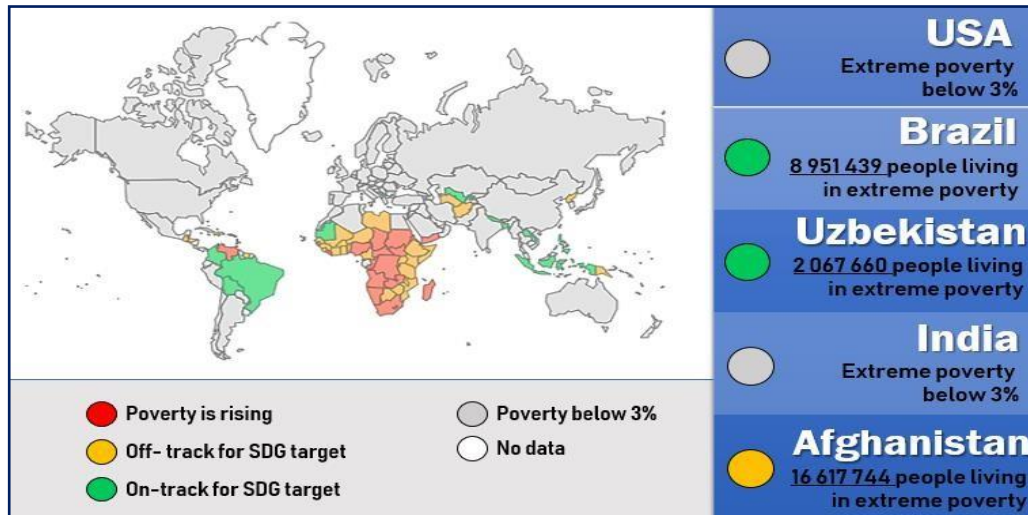 USA
Extreme poverty
below 3%
Brazil
8 951 439 people living
in extreme poverty
Uzbekistan
2 067 660 people living
in extreme poverty
India
Extreme poverty
below 3%
Afghanistan
16 617 744 people living
in extreme poverty
Poverty is rising
Off- track for SDG target
On-track for SDG target
Poverty below 3%
No data